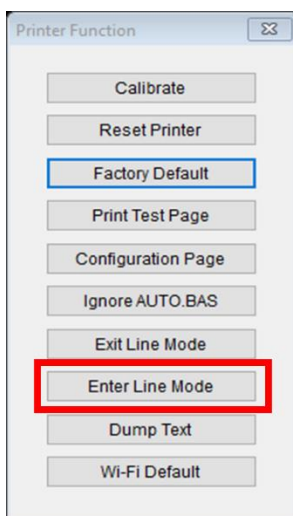 Printer Function
Calibrate
Reset Printer
Factory Default
Print Test Page
Configuration Page
Ignore AUTO.BAS
Exit Line Mode
Enter Line Mode
Dump Text
Wi-Fi Default